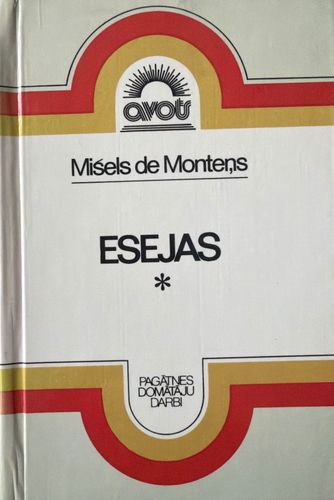 avots
Mišels de Monteņs
ESEJAS
*
PAGĀTNES
DOMĀTĀJU
DARBI